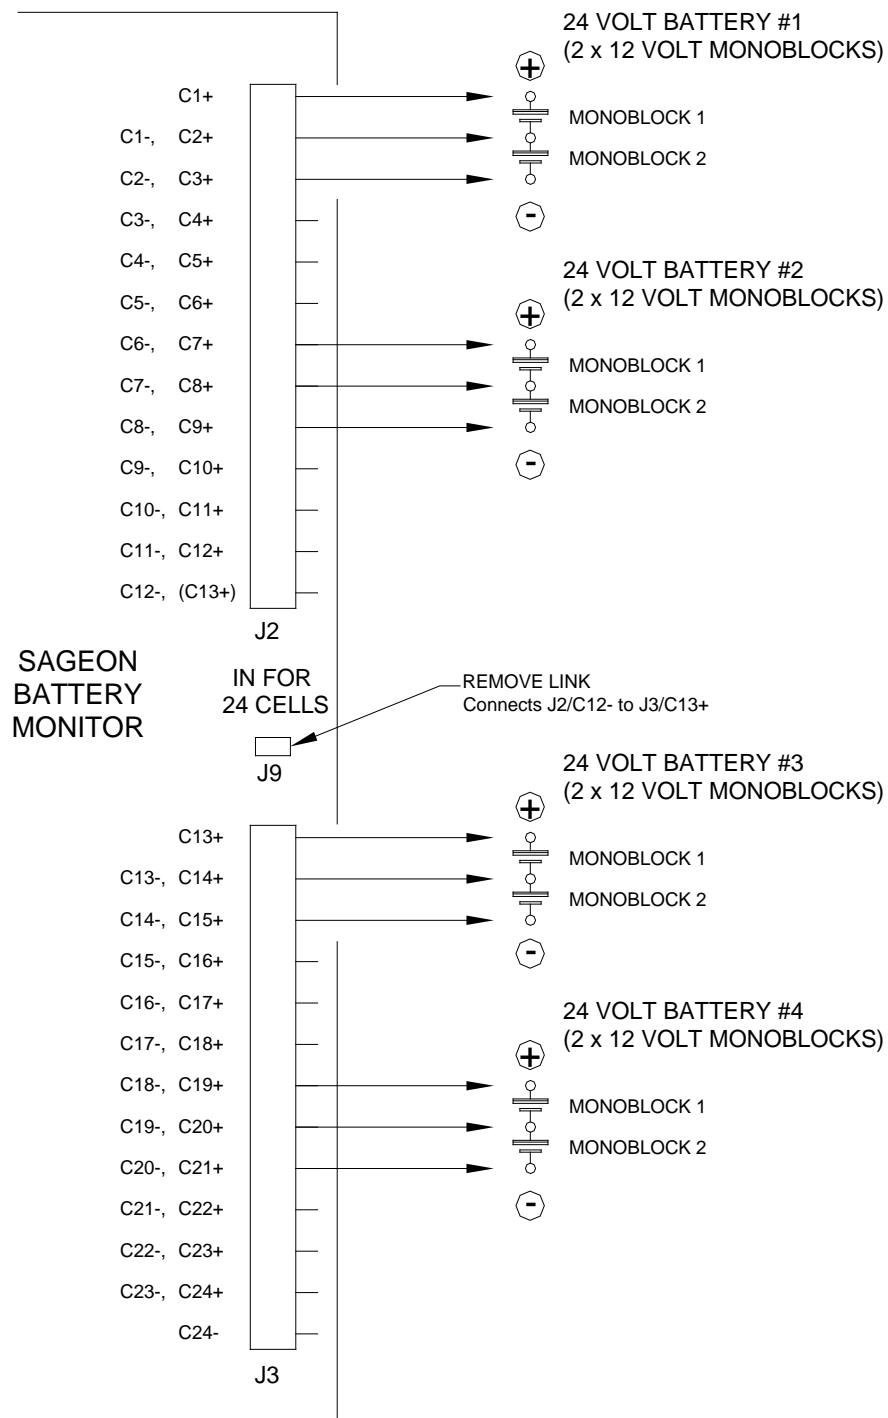 24 VOLT BATTERY #1
(2 x 12 VOLT MONOBLOCKS)
+
C1+
MONOBLOCK 1
C1-, C2+
MONOBLOCK 2
C2-, C3+
C3-, C4+
-
C4-, C5+
24 VOLT BATTERY #2
(2 x 12 VOLT MONOBLOCKS)
C5-, C6+
+
C6-, C7+
MONOBLOCK 1
C7-, C8+
MONOBLOCK 2
C8-, C9+
C9-, C10+
-
C10-, C11+
C11-, C12+
C12-, (C13+)
J2
SAGEON
BATTERY
MONITOR
IN FOR
24 CELLS
REMOVE LINK
Connects J2/C12- to J3/C13+
J9
24 VOLT BATTERY #3
(2 x 12 VOLT MONOBLOCKS)
+
C13+
MONOBLOCK 1
C13-, C14+
MONOBLOCK 2
C14-, C15+
C15-, C16+
-
C16-, C17+
24 VOLT BATTERY #4
(2 x 12 VOLT MONOBLOCKS)
C17-, C18+
+
C18-, C19+
MONOBLOCK 1
C19-, C20+
MONOBLOCK 2
C20-, C21+
C21-, C22+
-
C22-, C23+
C23-, C24+
C24-
J3